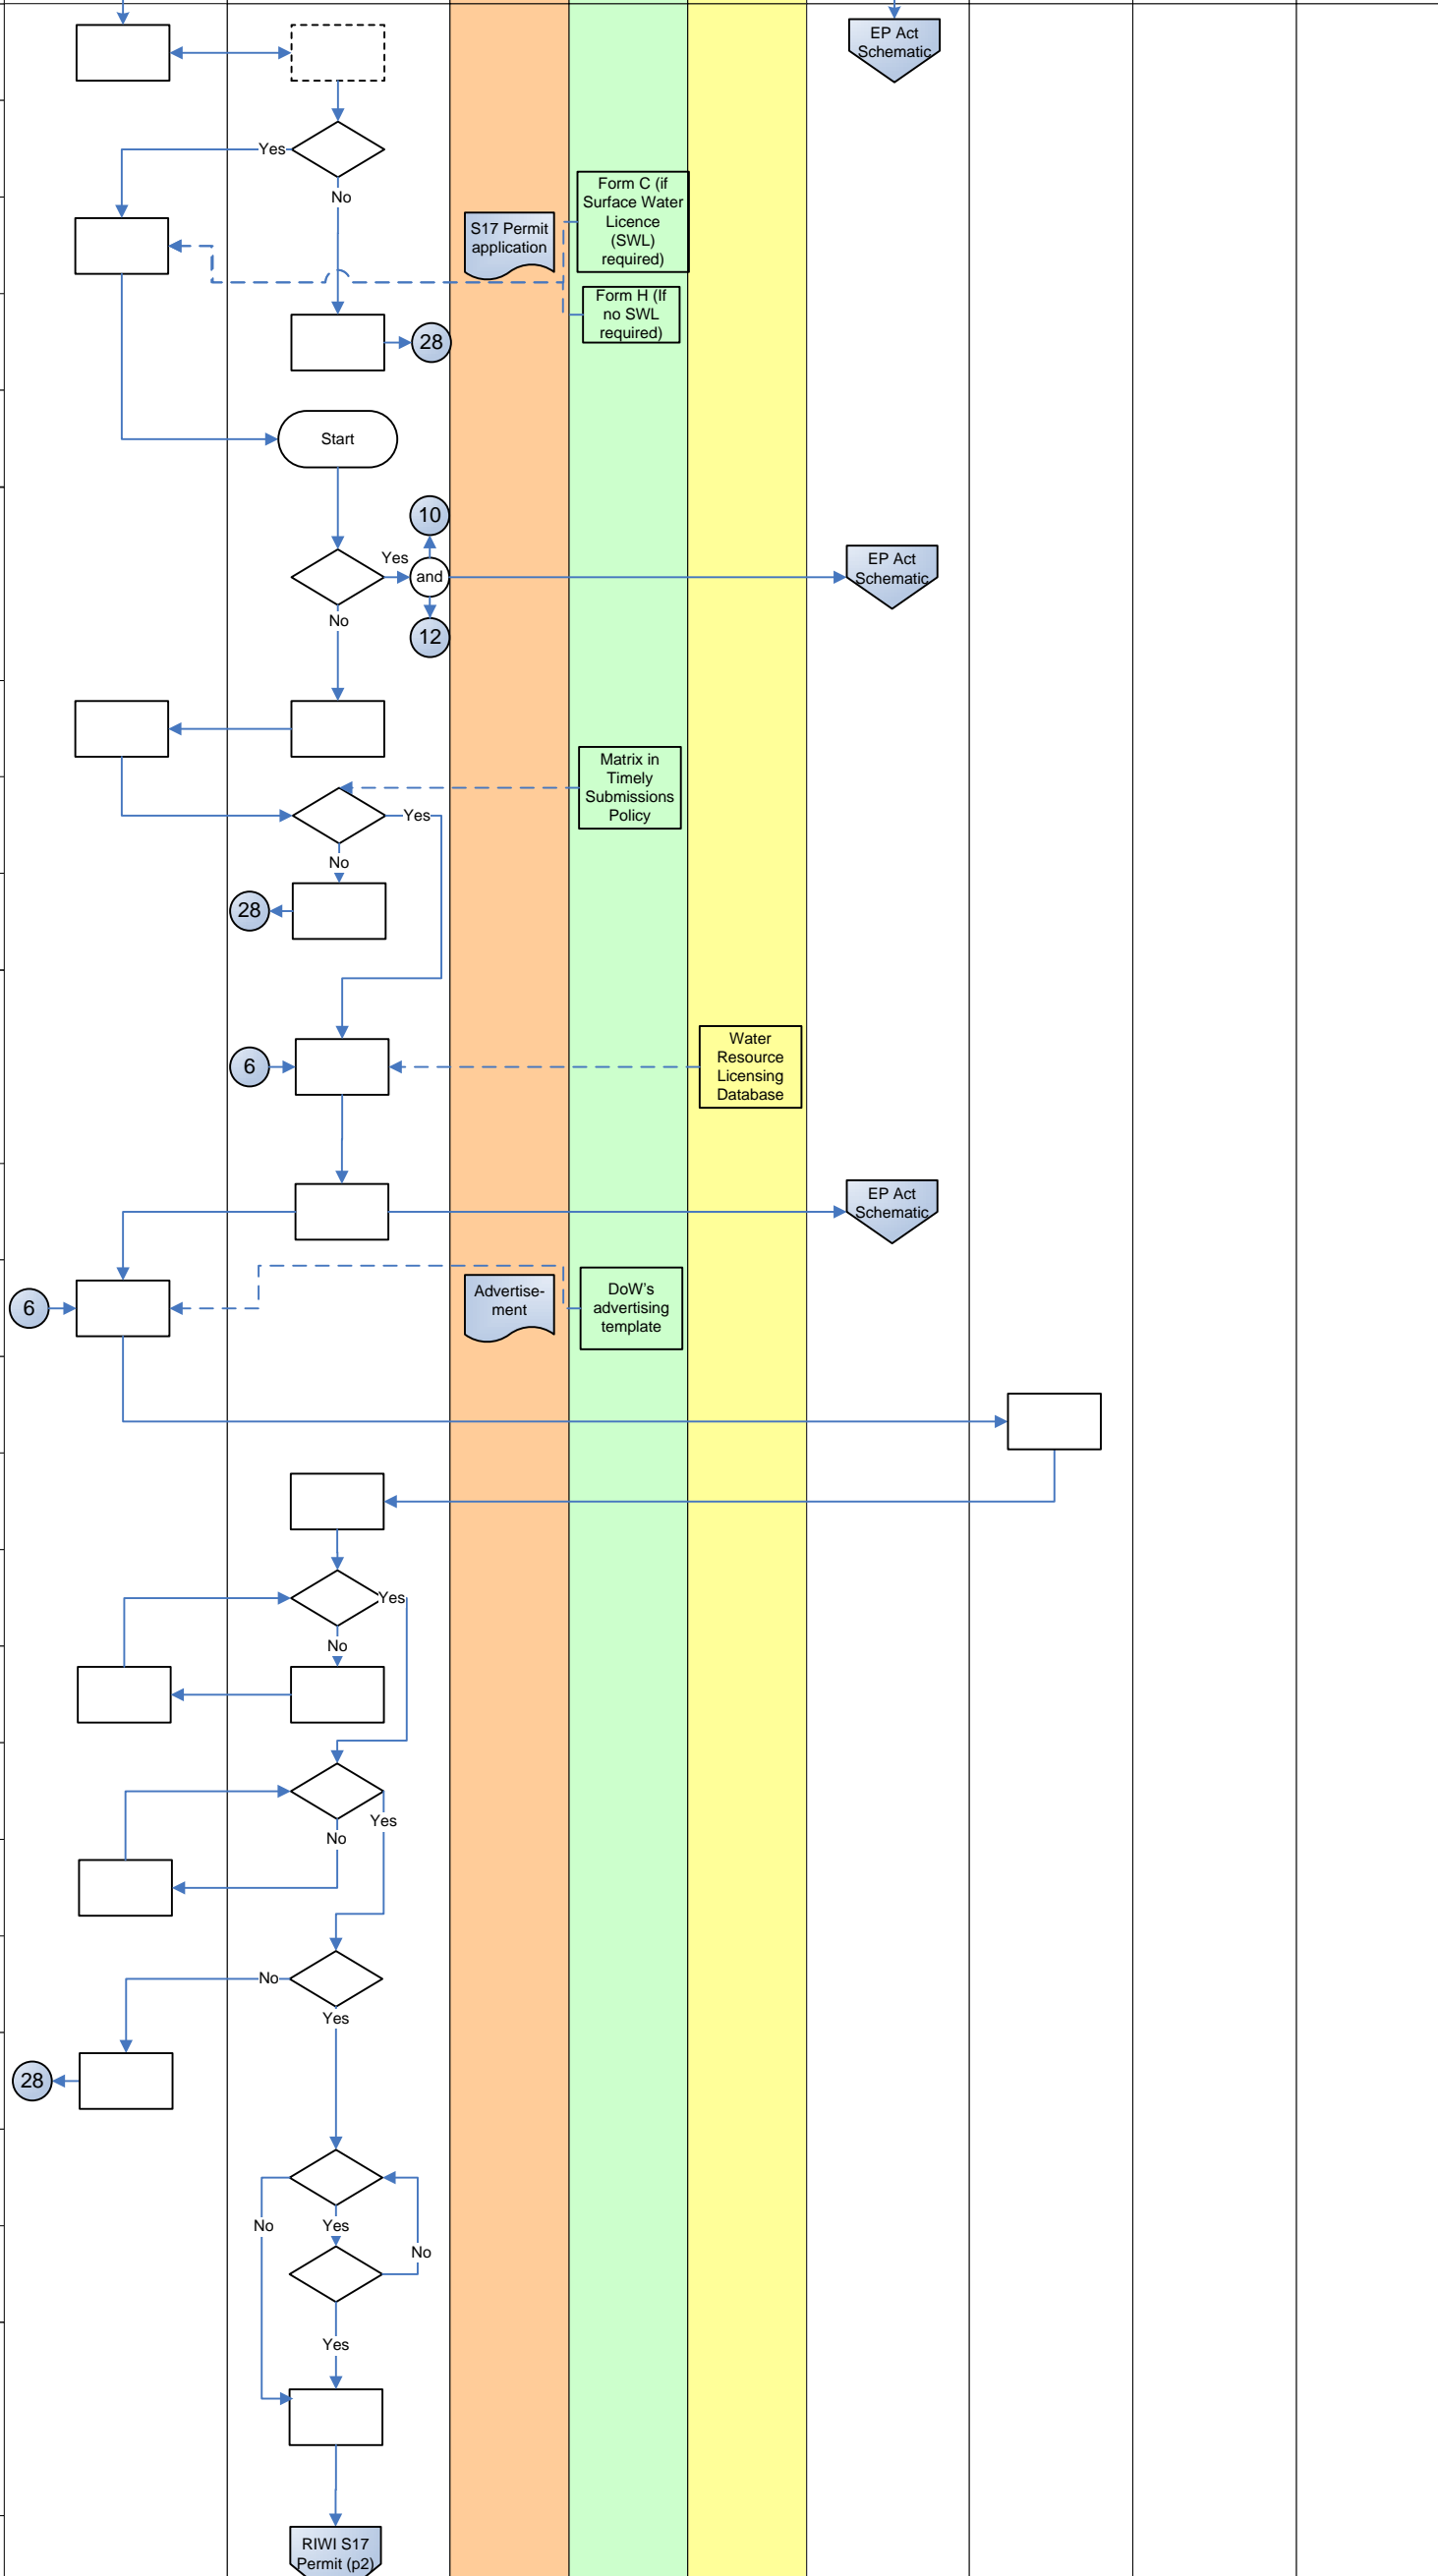 EP Act
Schematic
Yes
No
S17 Permit
application
Form C (if
Surface Water
Licence
(SWL)
required)
Form H (If
no SWL
required)
28
Start
10
Yes
and
EP Act
Schematic
No
12
Matrix in
Timely
Submissions
Policy
Yes
No
28
6
Water
Resource
Licensing
Database
EP Act
Schematic
6
Advertise-
ment
DoW's
advertising
template
Yes
No
Yes
No
No
Yes
28
No
Yes
No
Yes
RIWI S17
Permit (p2)